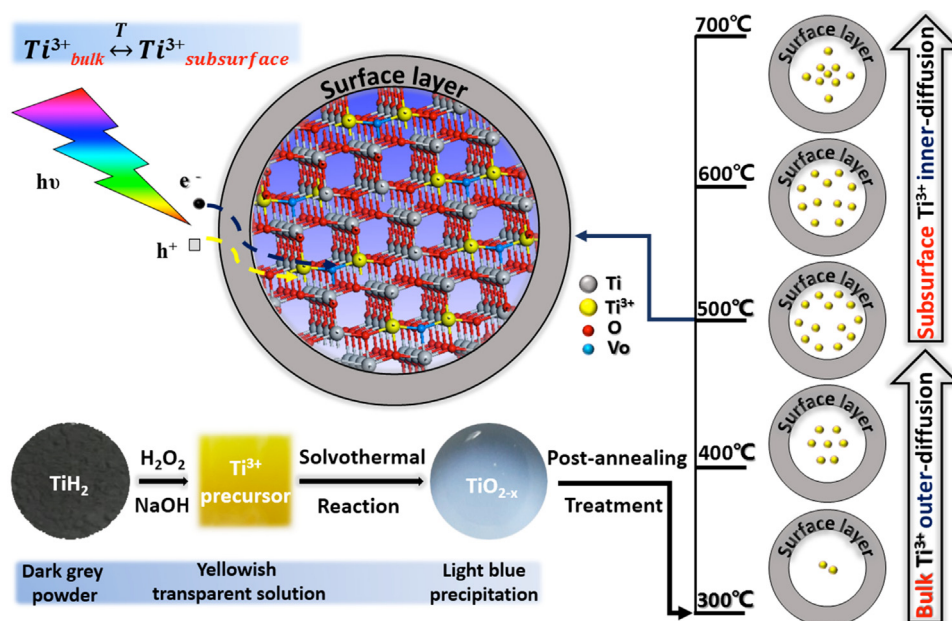 T
Ti³⁺bulk ↔ Ti³⁺subsurface
hυ
e⁻
h⁺
Surface layer
Ti
Ti³⁺
O
Vo
700℃
600℃
500℃
400℃
300℃
Surface layer
Surface layer
Surface layer
Surface layer
Surface layer
Subsurface Ti³⁺ inner-diffusion
Bulk Ti³⁺ outer-diffusion
TiH₂
H₂O₂
NaOH
Ti³⁺
precursor
Solvothermal
Reaction
TiO₂₋ₓ
Post-annealing
Treatment
Dark grey
powder
Yellowish
transparent solution
Light blue
precipitation